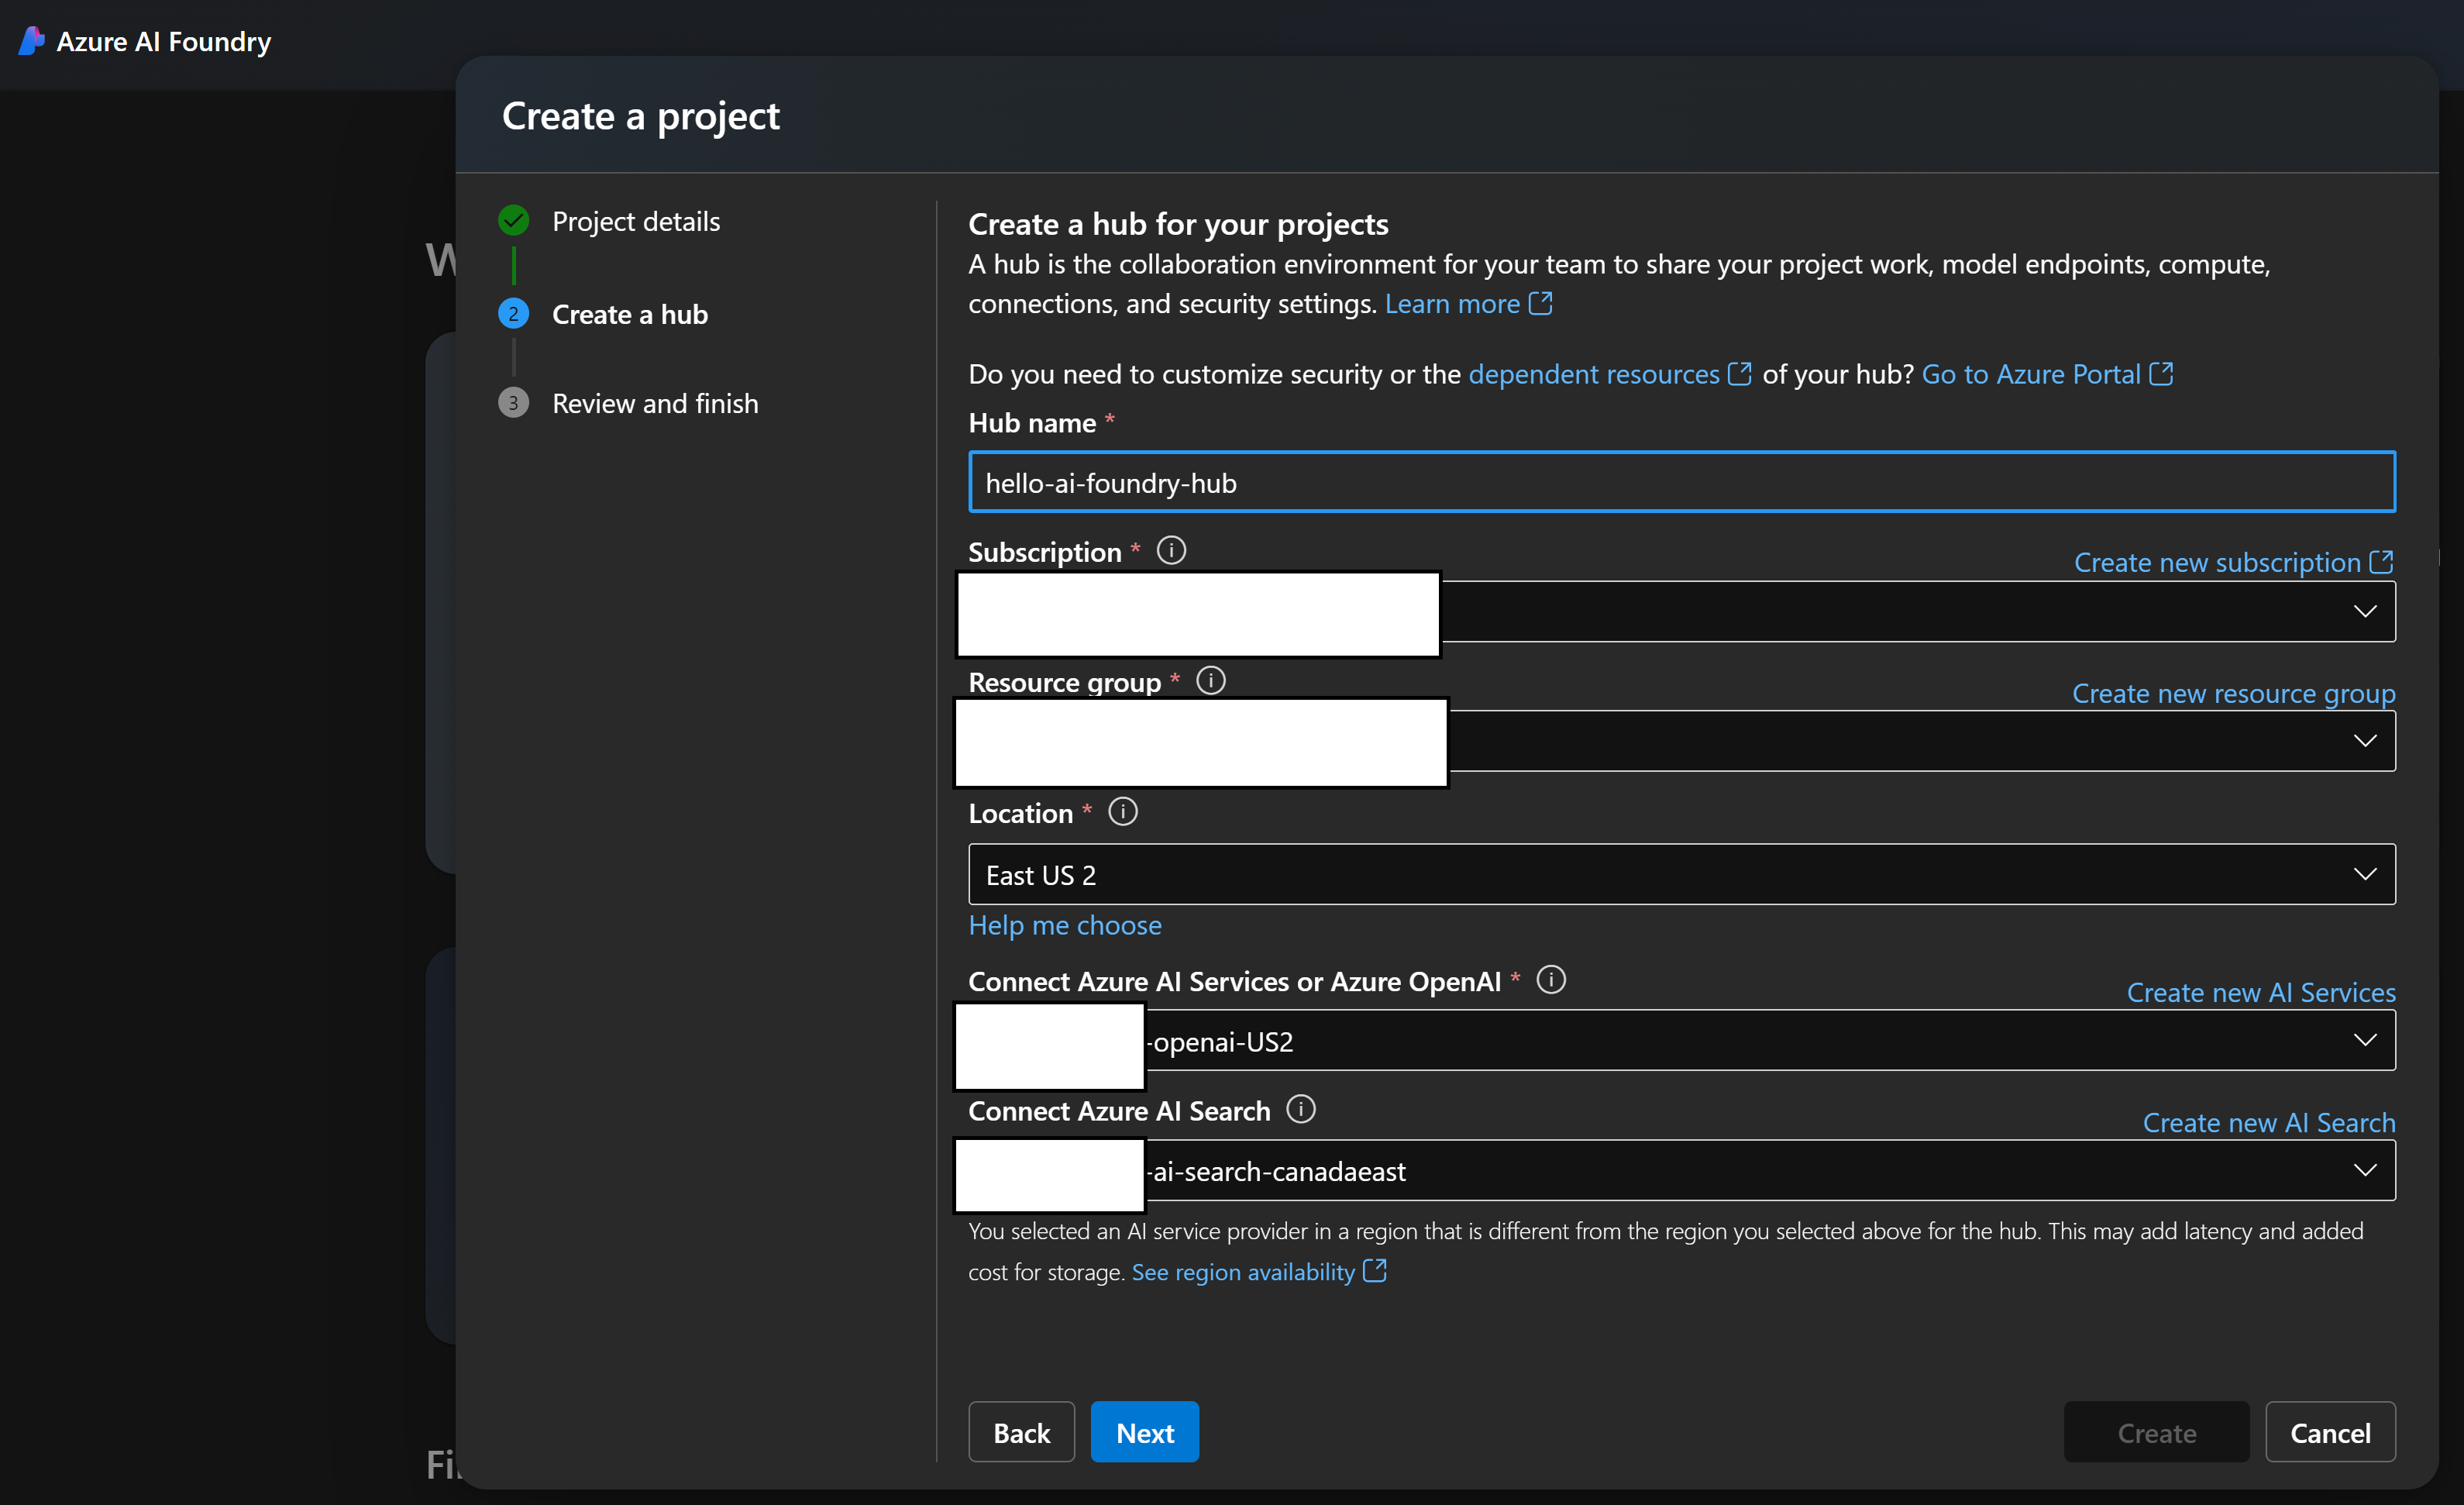 Azure AI Foundry
Create a project
Project details
2
Create a hub
3
Review and finish
Create a hub for your projects
A hub is the collaboration environment for your team to share your project work, model endpoints, compute,
connections, and security settings. Learn more
Do you need to customize security or the dependent resources of your hub? Go to Azure Portal
Hub name *
hello-ai-foundry-hub
Subscription *
Create new subscription
Resource group *
Create new resource group
Location *
East US 2
Help me choose
Connect Azure AI Services or Azure OpenAI *
Create new AI Services
-openai-US2
Connect Azure AI Search
Create new AI Search
-ai-search-canadaeast
You selected an AI service provider in a region that is different from the region you selected above for the hub. This may add latency and added
cost for storage. See region availability
Back
Next
Create
Cancel